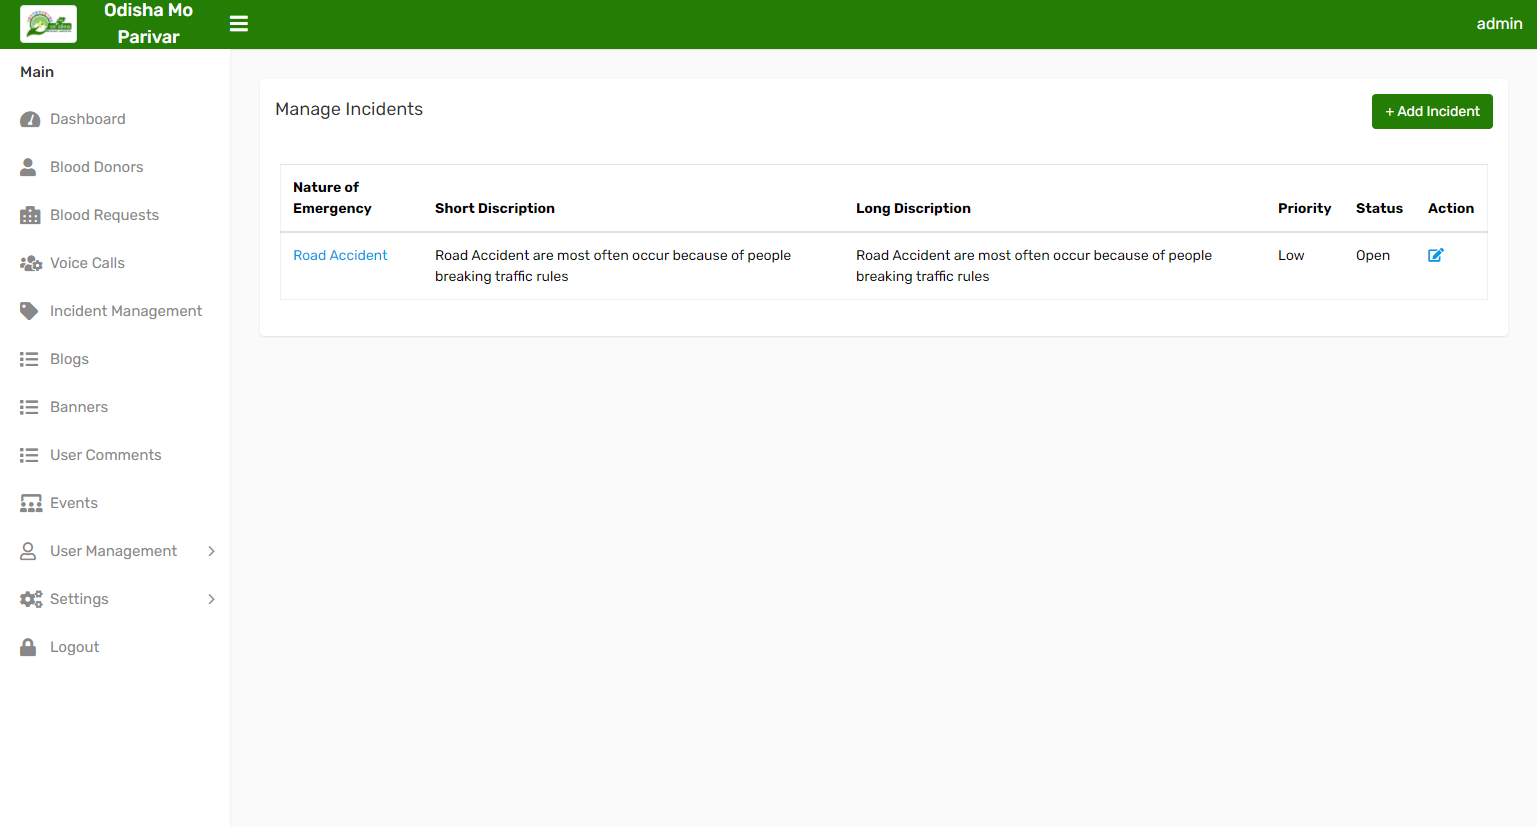 Odisha Mo
Parivar
admin
Main
Dashboard
Blood Donors
Blood Requests
Voice Calls
Incident Management
Blogs
Banners
User Comments
Events
User Management
Settings
Logout
Manage Incidents
+ Add Incident
Nature of
Emergency
Short Discription
Long Discription
Priority
Status
Action
Road Accident
Road Accident are most often occur because of people
breaking traffic rules
Road Accident are most often occur because of people
breaking traffic rules
Low
Open